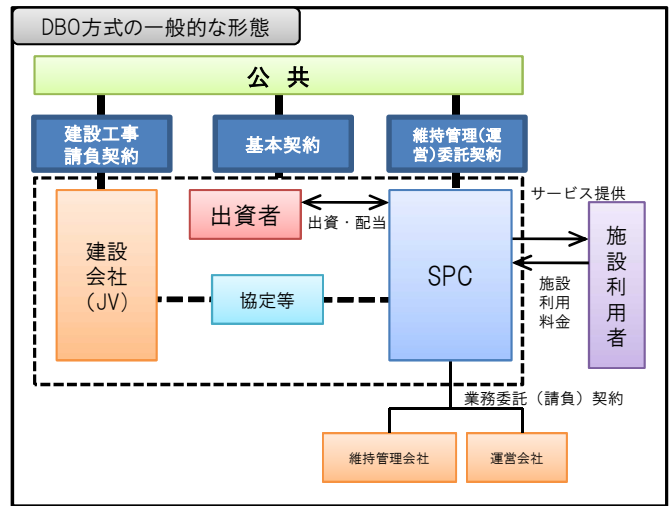 DBO方式の一般的な形態
公 共
建設工事
請負契約
基本契約
維持管理(運
営)委託契約
サービス提供
出資者
出資・配当
建設
会社
(JV)
協定等
SPC
施設
利用
料金
施
設
利
用
者
業務委託（請負）契約
維持管理会社
運営会社